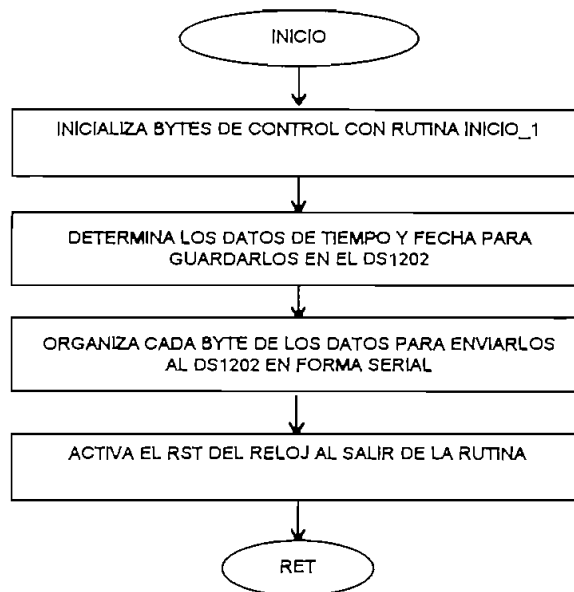 INICIO
INICIALIZA BYTES DE CONTROL CON RUTINA INICIO_1
DETERMINA LOS DATOS DE TIEMPO Y FECHA PARA
GUARDARLOS EN EL DS1202
ORGANIZA CADA BYTE DE LOS DATOS PARA ENVIARLOS
AL DS1202 EN FORMA SERIAL
ACTIVA EL RST DEL RELOJ AL SALIR DE LA RUTINA
RET